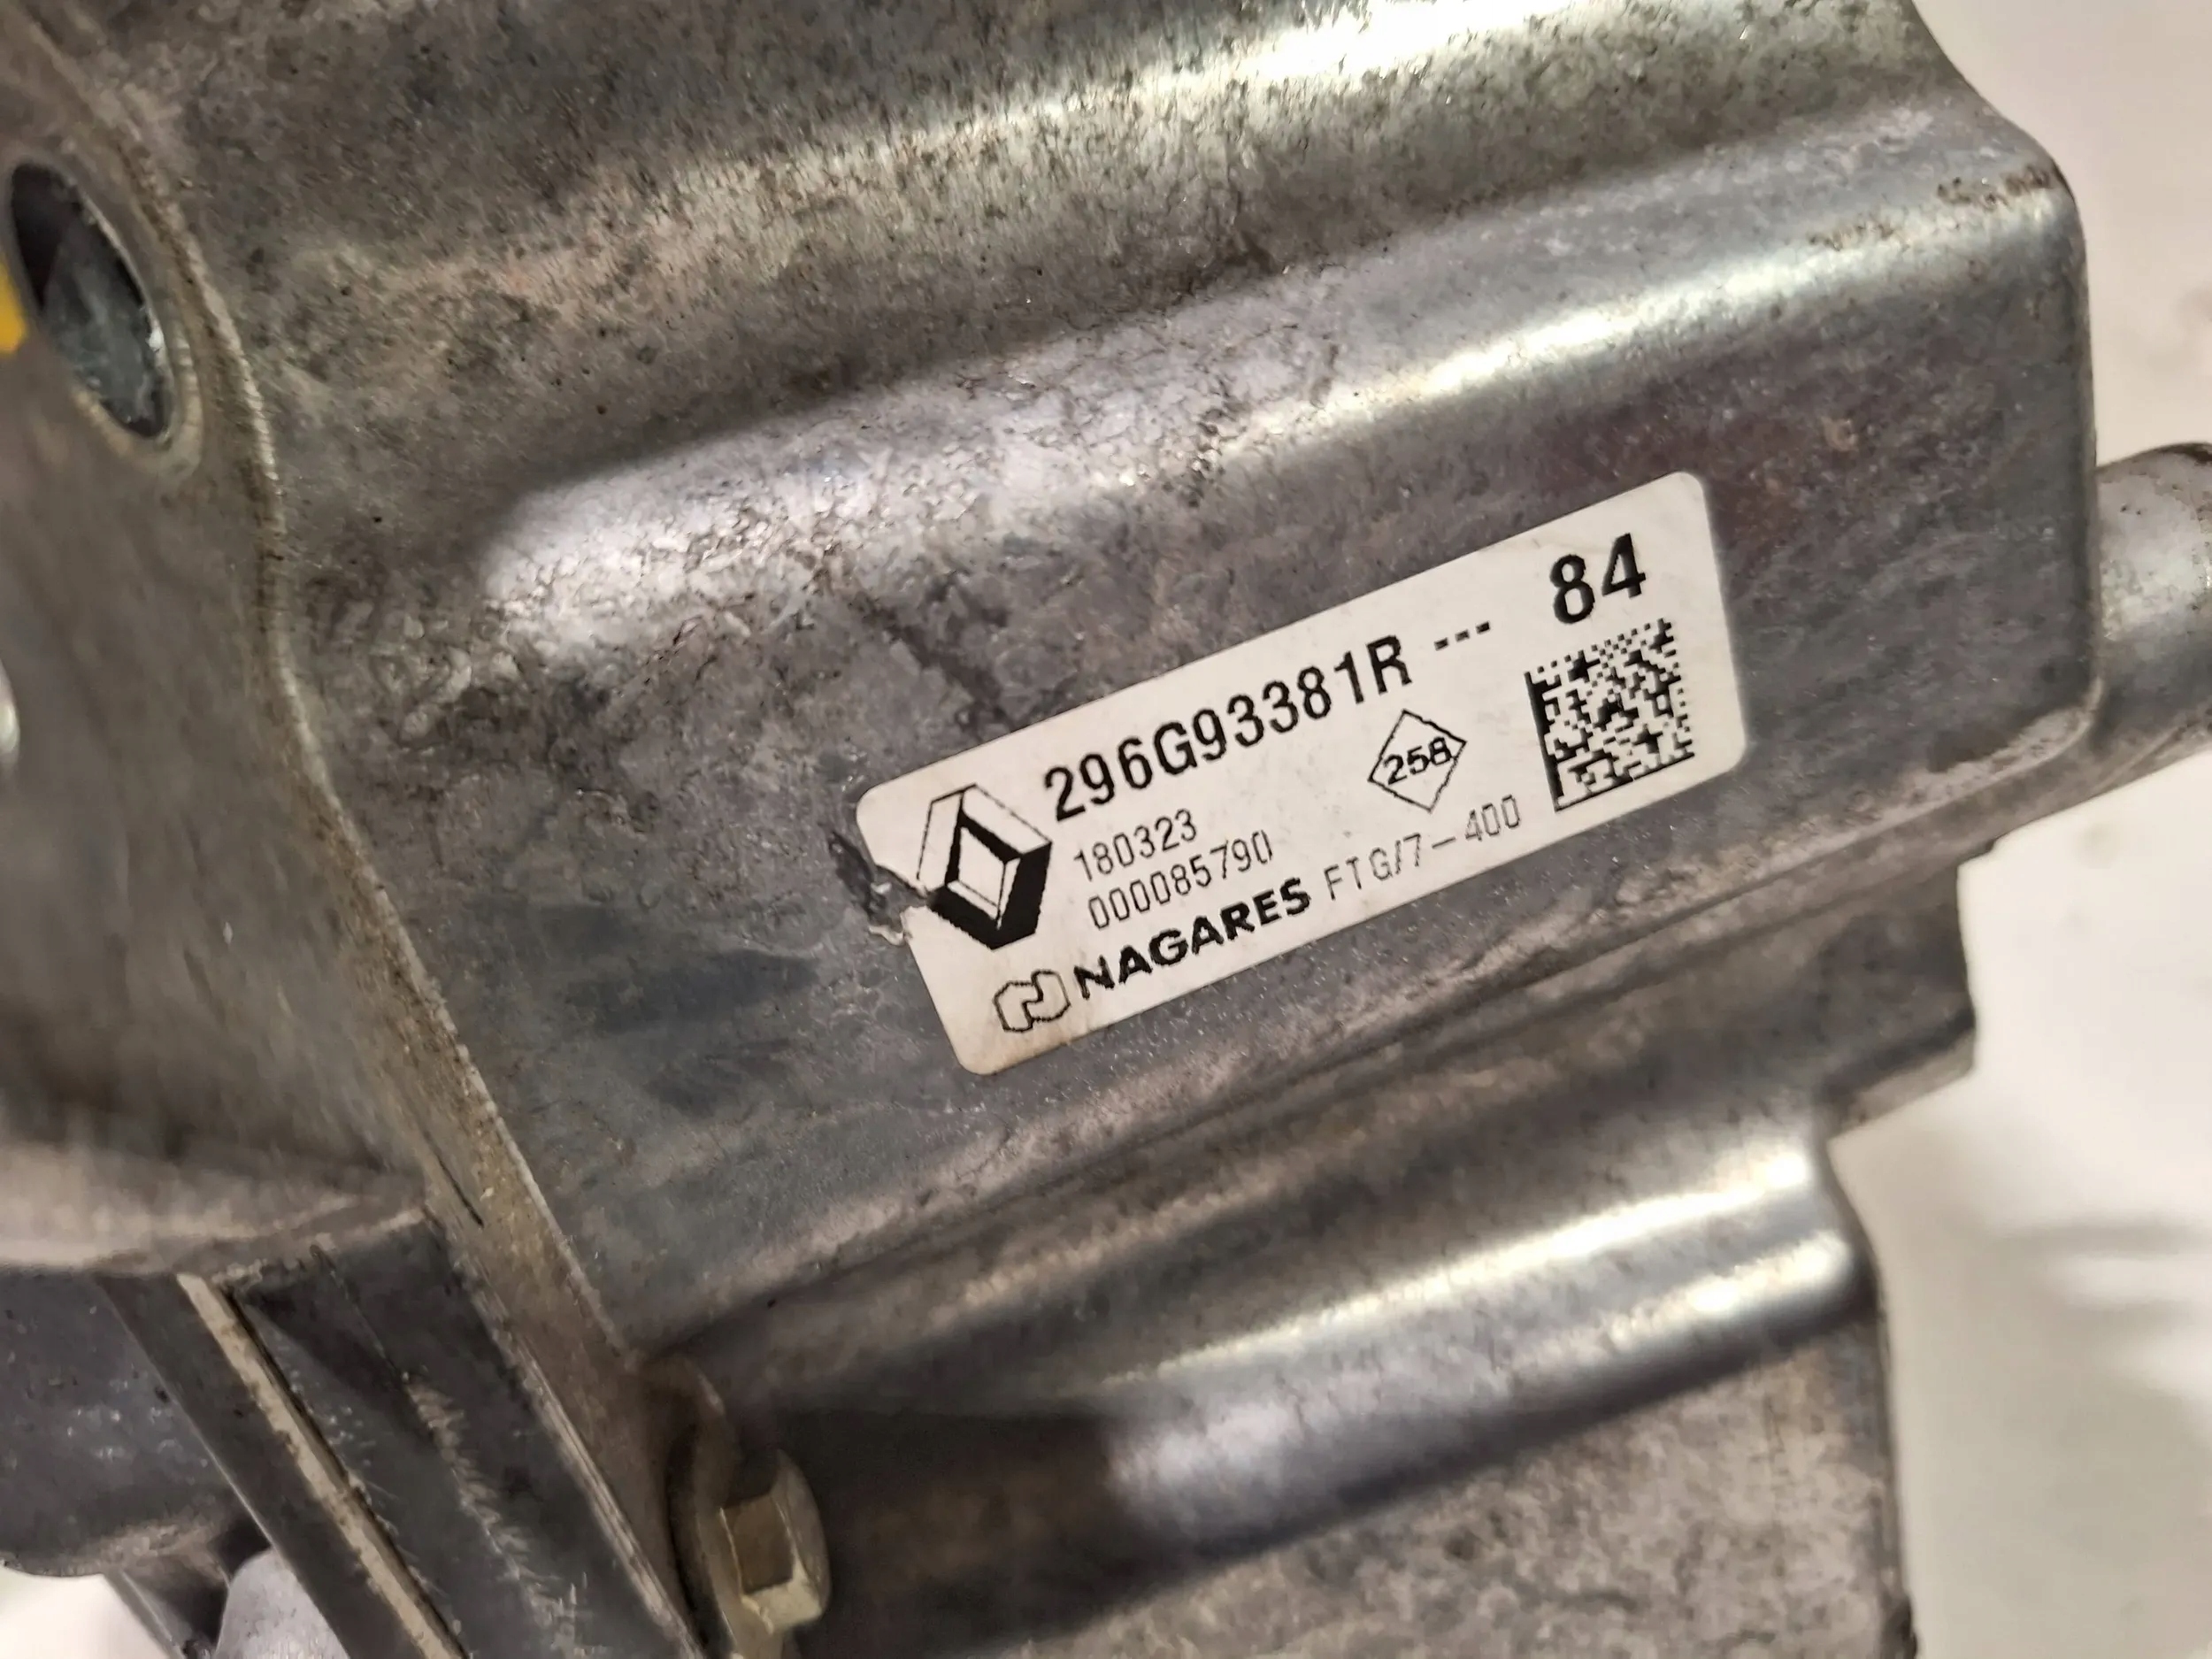 296G93381R --- 84
180323
258
000085790
NAGARES FTG/7-400